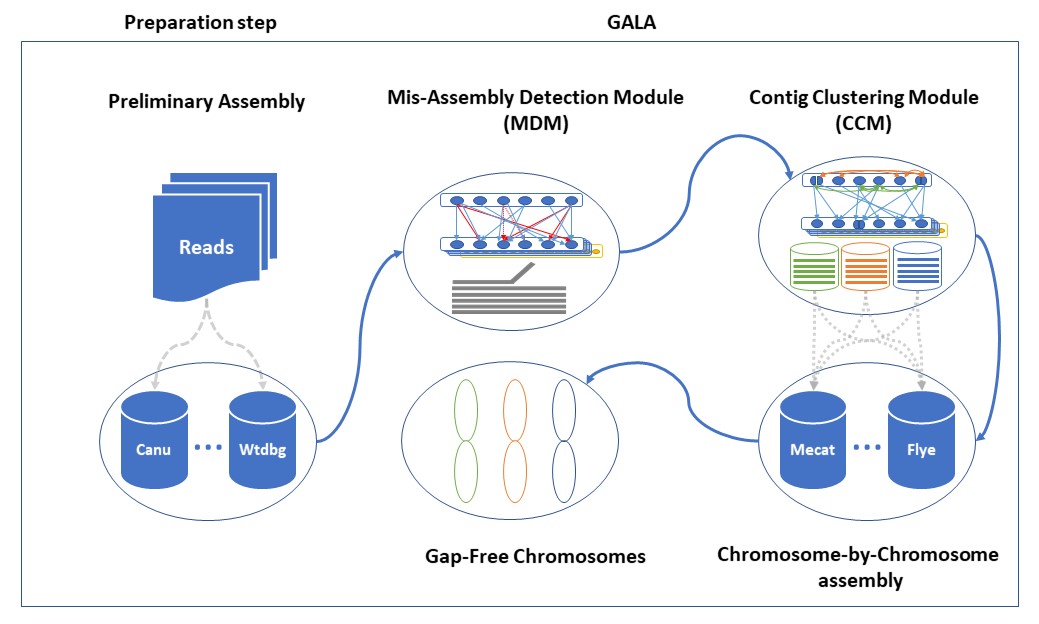 Preparation step
GALA
Preliminary Assembly
Mis-Assembly Detection Module
(MDM)
Contig Clustering Module
(CCM)
Reads
Canu
Wtdbg
Mecat
Flye
Gap-Free Chromosomes
Chromosome-by-Chromosome
assembly